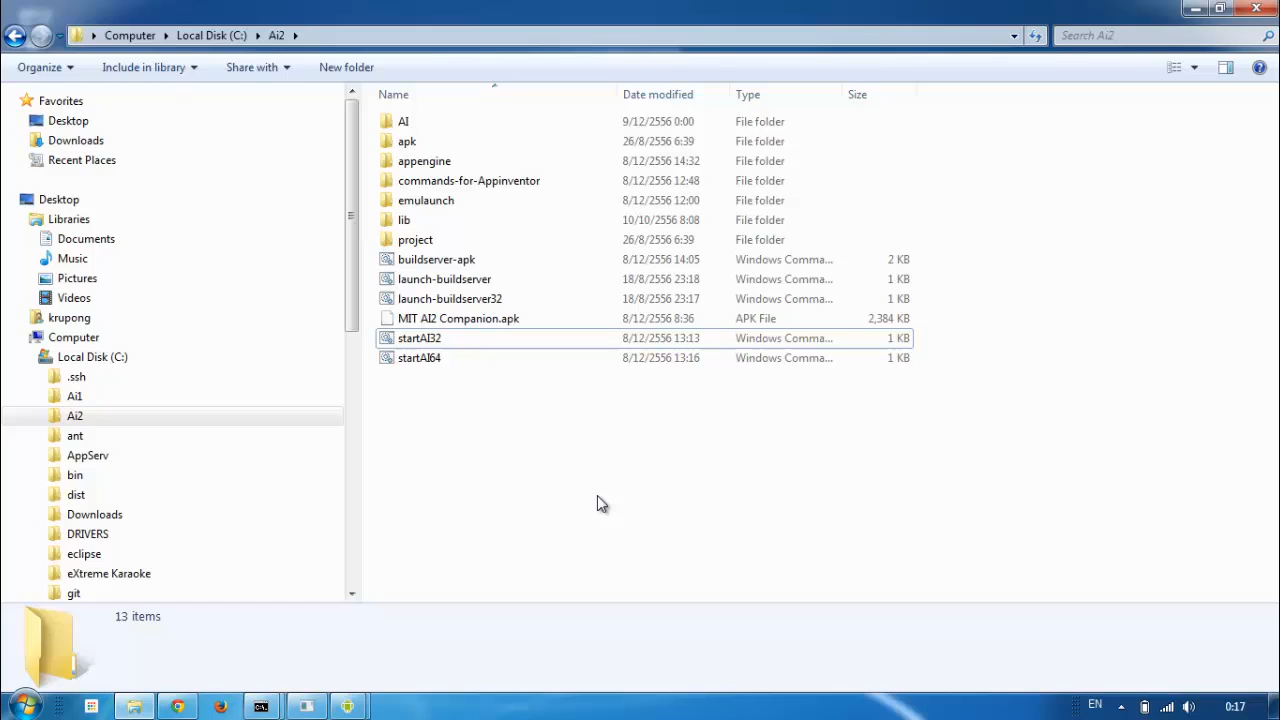 Computer Local Disk (C:) Ai2 Search Ai2
Organize Include in library Share with New folder
Name Date modified Type Size
Favorites
Desktop
Downloads
Recent Places
Desktop
Libraries
Documents
Music
Pictures
Videos
krupong
Computer
Local Disk (C:)
.ssh
Ai1
Ai2
ant
AppServ
bin
dist
Downloads
DRIVERS
eclipse
eXtreme Karaoke
git
AI 9/12/2556 0:00 File folder
apk 26/8/2556 6:39 File folder
appengine 8/12/2556 14:32 File folder
commands-for-Appinventor 8/12/2556 12:48 File folder
emulaunch 8/12/2556 12:00 File folder
lib 10/10/2556 8:08 File folder
project 26/8/2556 6:39 File folder
buildserver-apk 8/12/2556 14:05 Windows Comma... 2 KB
launch-buildserver 18/8/2556 23:18 Windows Comma... 1 KB
launch-buildserver32 18/8/2556 23:17 Windows Comma... 1 KB
MIT AI2 Companion.apk 8/12/2556 8:36 APK File 2,384 KB
startAI32 8/12/2556 13:13 Windows Comma... 1 KB
startAI64 8/12/2556 13:16 Windows Comma... 1 KB
13 items
EN 0:17